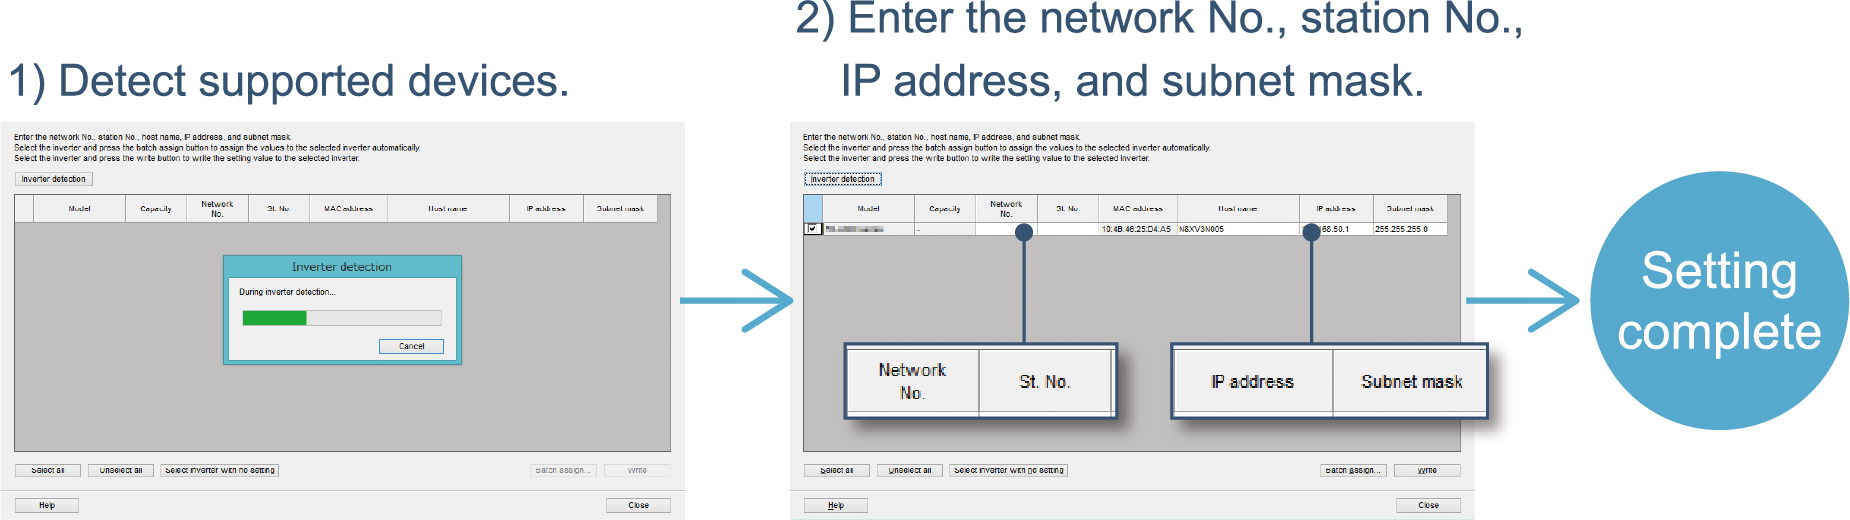 1) Detect supported devices.
Enter the network No., station No., host name, IP address, and subnet mask.
Select the inverter and press the batch assign button to assign the values to the selected inverter automatically.
Select the inverter and press the write button to write the setting value to the selected inverter.
Inverter detection
Model Capacity Network No. St. No. MAC address Host name IP address Subnet mask
Inverter detection
During inverter detection...
Cancel
Select all Unselect all Select inverter with no setting Batch assign... Write
Help Close
2) Enter the network No., station No.,
IP address, and subnet mask.
Enter the network No., station No., host name, IP address, and subnet mask.
Select the inverter and press the batch assign button to assign the values to the selected inverter automatically.
Select the inverter and press the write button to write the setting value to the selected inverter.
Inverter detection
Model Capacity Network No. St. No. MAC address Host name IP address Subnet mask
- 10:4B:46:25:D4:A5 N8XV3N005 68.50.1 255.255.255.0
Network No. St. No.
IP address Subnet mask
Select all Unselect all Select inverter with no setting Batch assign... Write
Help Close
Setting
complete